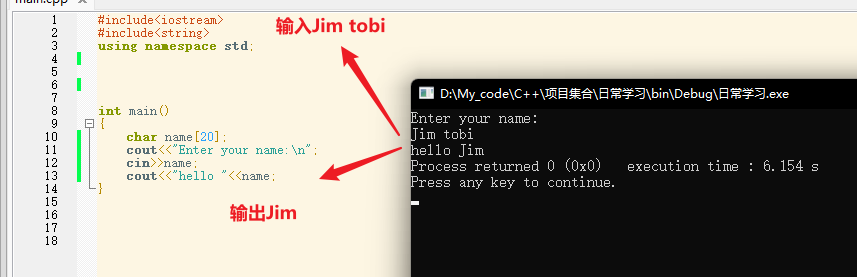 main.cpp
1 #include<iostream>
2 #include<string>
3 using namespace std;
4
5
6
7
8 int main()
9 {
10 char name[20];
11 cout<<"Enter your name:\n";
12 cin>>name;
13 cout<<"hello "<<name;
14 }
15
16
17
18
输入Jim tobi
输出Jim
D:\My_code\C++\项目集合\日常学习\bin\Debug\日常学习.exe
Enter your name:
Jim tobi
hello Jim
Process returned 0 (0x0) execution time : 6.154 s
Press any key to continue.